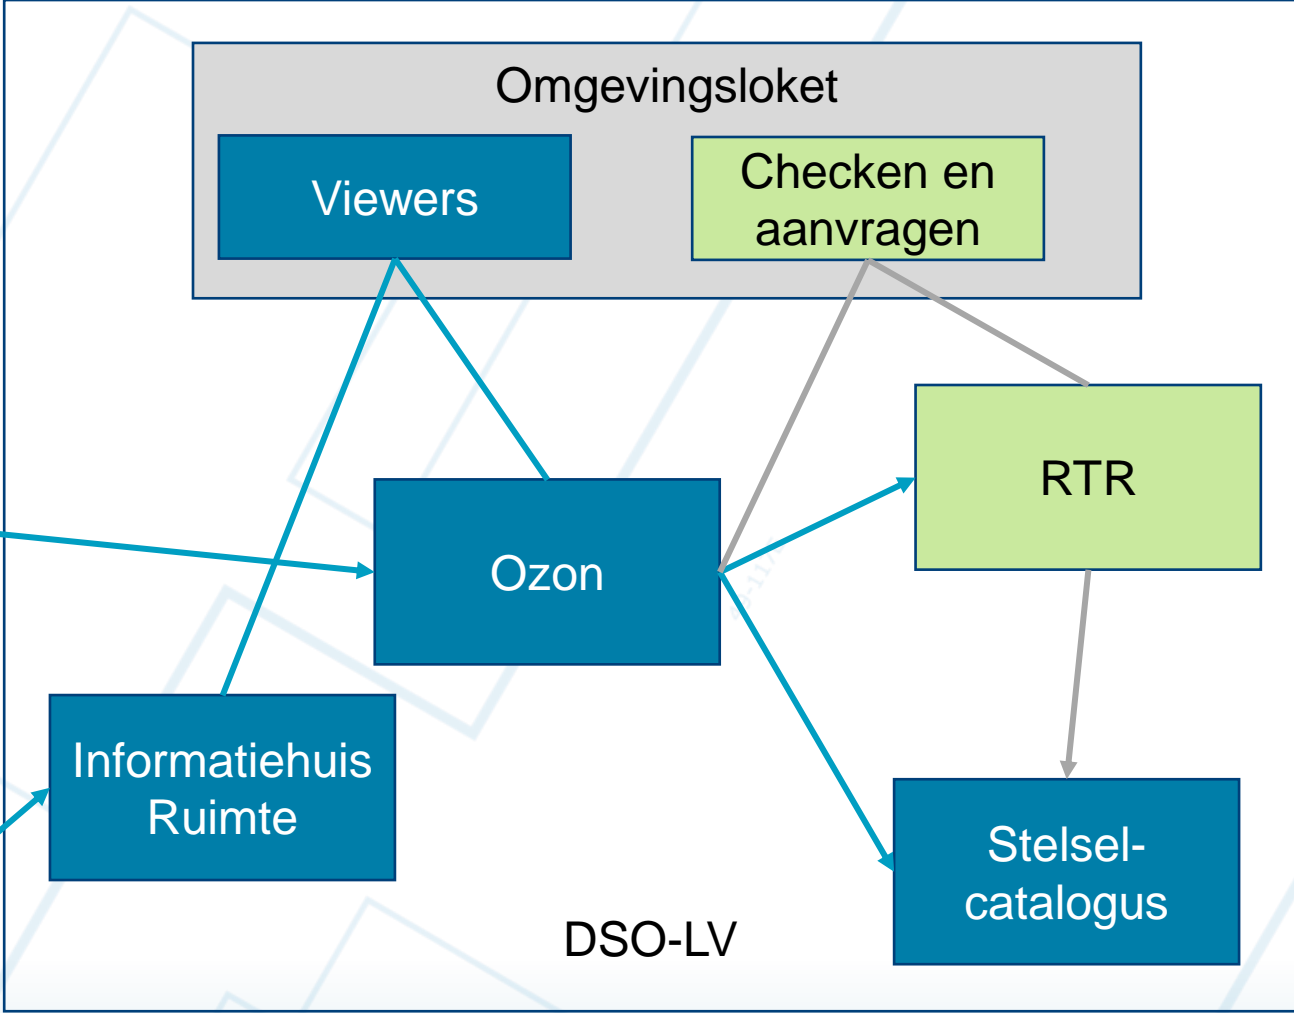 Omgevingsloket
Viewers
Checken en
aanvragen
RTR
Ozon
Informatiehuis
Ruimte
Stelsel-
catalogus
DSO-LV